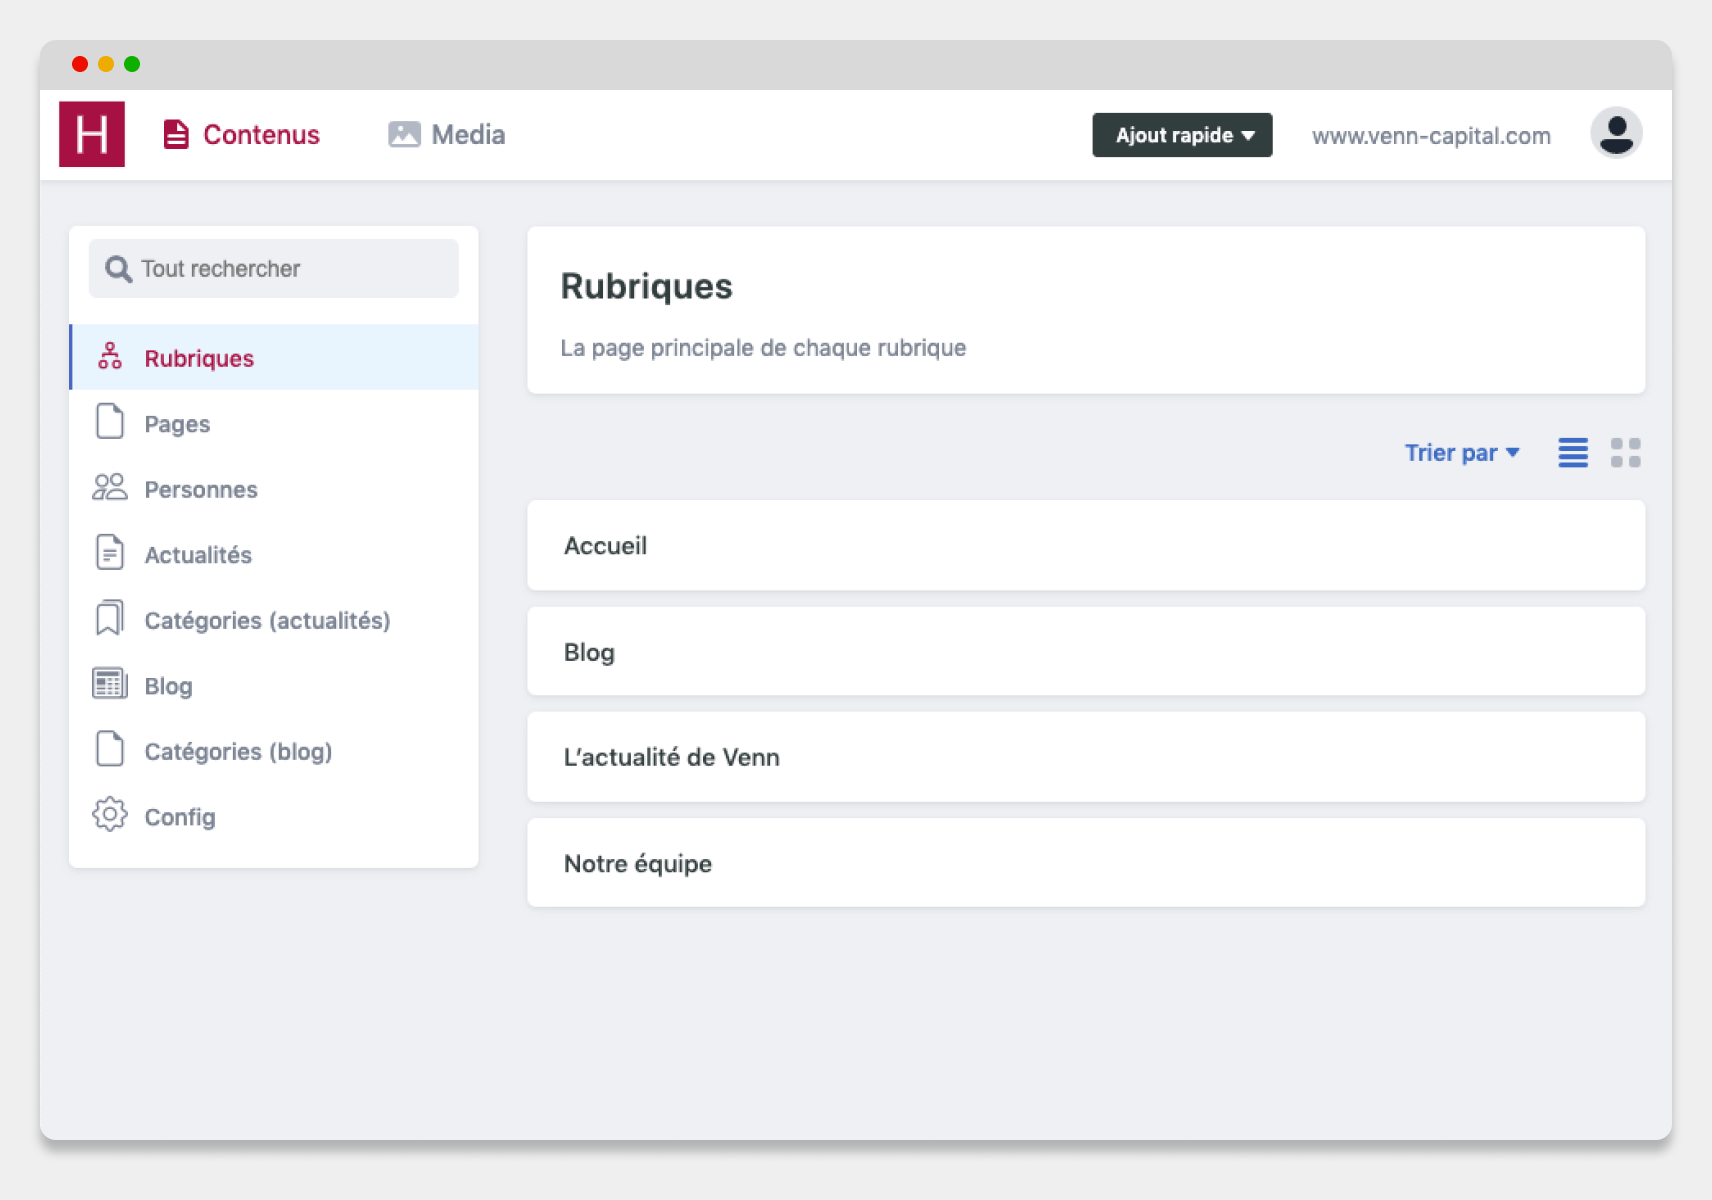 H
Contenus
Media
Ajout rapide
www.venn-capital.com
Tout rechercher
Rubriques
Pages
Personnes
Actualités
Catégories (actualités)
Blog
Catégories (blog)
Config
Rubriques
La page principale de chaque rubrique
Trier par
Accueil
Blog
L’actualité de Venn
Notre équipe